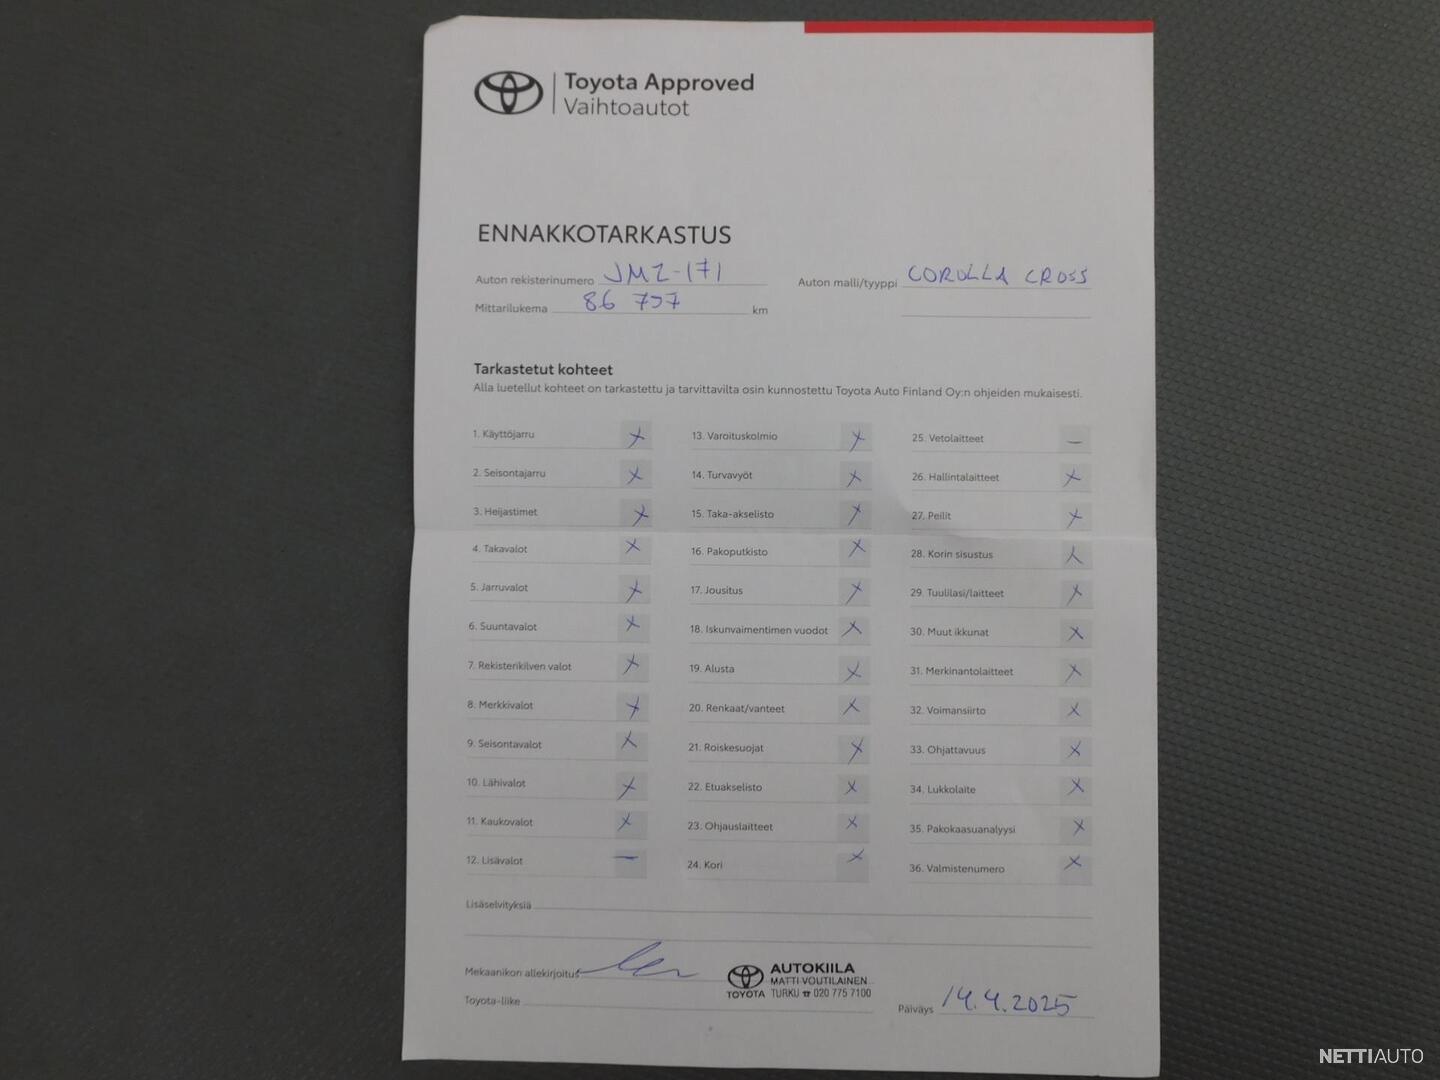 Toyota Approved
Vaihtoautot
ENNAKKOTARKASTUS
Auton rekisterinumero JMZ-171 Auton malli/tyyppi COROLLA CROSS
Mittarilukema 86 757 km
Tarkastetut kohteet
Alla luetellut kohteet on tarkastettu ja tarvittavilta osin kunnostettu Toyota Auto Finland Oy:n ohjeiden mukaisesti.
1. Käyttöjarru X
2. Seisontajarru X
3. Heijastimet X
4. Takavalot X
5. Jarruvalot X
6. Suuntavalot X
7. Rekisterikilven valot X
8. Merkkivalot X
9. Seisontavalot X
10. Lähivalot X
11. Kaukovalot X
12. Lisävalot –
13. Varoituskolmio X
14. Turvavyöt X
15. Taka-akselisto X
16. Pakoputkisto X
17. Jousitus X
18. Iskunvaimentimen vuodot X
19. Alusta X
20. Renkaat/vanteet X
21. Roiskesuojat X
22. Etuakselisto X
23. Ohjauslaitteet X
24. Kori X
25. Vetolaitteet –
26. Hallintalaitteet X
27. Peilit X
28. Korin sisustus X
29. Tuulilasi/laitteet X
30. Muut ikkunat X
31. Merkinantolaitteet X
32. Voimansiirto X
33. Ohjattavuus X
34. Lukkolaite X
35. Pakokaasuanalyysi X
36. Valmistenumero X
Lisäselvityksiä
Mekaanikon allekirjoitus
TOYOTA
AUTOKIILA
MATTI VOUTILAINEN
TURKU ☎ 020 775 7100
Toyota-liike
Päiväys 14.4.2025
NETTIAUTO